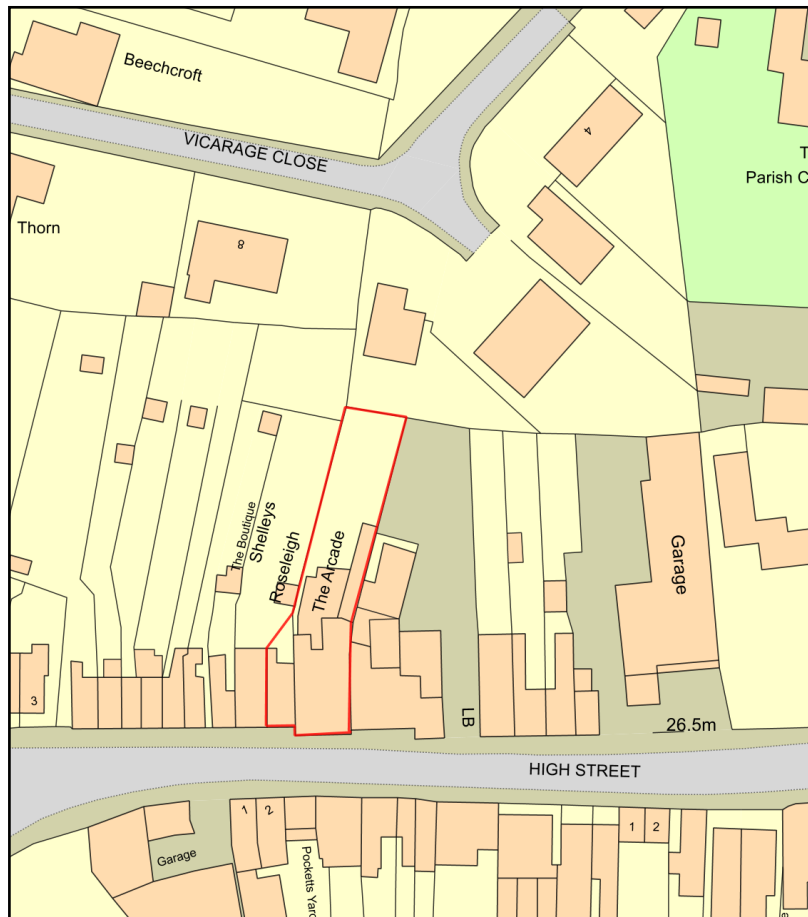 Beechcroft
VICARAGE CLOSE
4
T
Parish C
Thorn
8
The Boutique
Shelleys
Roseleigh
The Arcade
Garage
3
LB
26.5m
HIGH STREET
1
2
1
2
Garage
Pocketts Yard